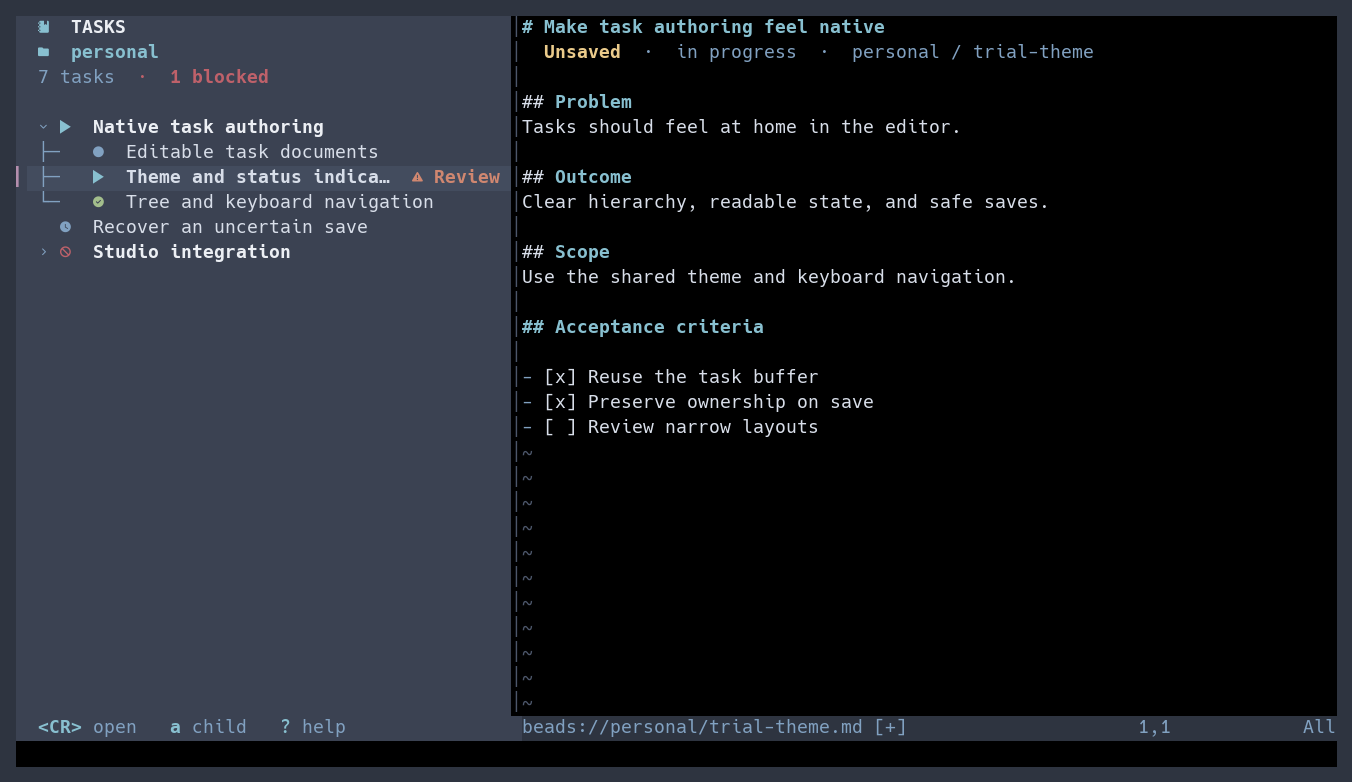 TASKS
personal
7 tasks · 1 blocked
Native task authoring
Editable task documents
Theme and status indica… Review
Tree and keyboard navigation
Recover an uncertain save
Studio integration
<CR> open a child ? help
# Make task authoring feel native
Unsaved · in progress · personal / trial-theme
## Problem
Tasks should feel at home in the editor.
## Outcome
Clear hierarchy, readable state, and safe saves.
## Scope
Use the shared theme and keyboard navigation.
## Acceptance criteria
- [x] Reuse the task buffer
- [x] Preserve ownership on save
- [ ] Review narrow layouts
~
~
~
~
~
~
~
~
~
~
~
beads://personal/trial-theme.md [+] 1,1 All